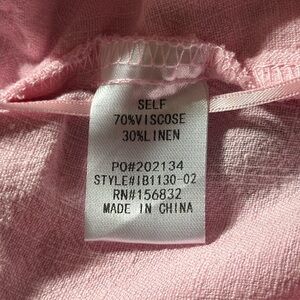 SELF
70%VISCOSE
30%LINEN
PO#202134
STYLE#IB1130-02
RN#156832
MADE IN CHINA